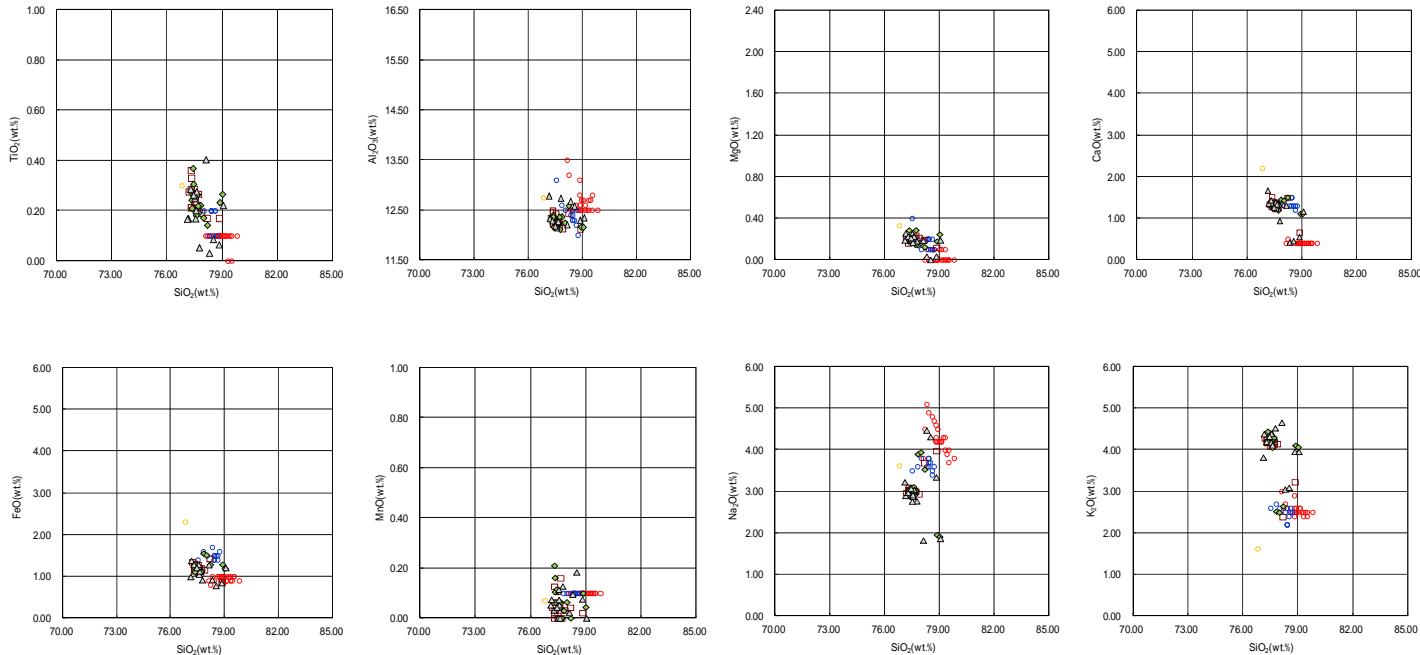 1.00 16.50 2.40 6.00
0.80 15.50 2.00 5.00
0.60 14.50 1.60 4.00
TiO₂(wt.%) Al₂O₃(wt.%) MgO(wt.%) CaO(wt.%)
1.20 3.00
0.40 13.50 0.80 2.00
0.20 12.50 0.40 1.00
0.00 11.50 0.00 0.00
70.00 73.00 76.00 79.00 82.00 85.00 70.00 73.00 76.00 79.00 82.00 85.00 70.00 73.00 76.00 79.00 82.00 85.00 70.00 73.00 76.00 79.00 82.00 85.00
SiO₂(wt.%) SiO₂(wt.%) SiO₂(wt.%) SiO₂(wt.%)
6.00 1.00 6.00 6.00
5.00 0.80 5.00 5.00
4.00 0.60 4.00 4.00
FeO(wt.%) MnO(wt.%) Na₂O(wt.%) K₂O(wt.%)
3.00 3.00 3.00
2.00 0.40 2.00 2.00
1.00 0.20 1.00 1.00
0.00 0.00 0.00 0.00
70.00 73.00 76.00 79.00 82.00 85.00 70.00 73.00 76.00 79.00 82.00 85.00 70.00 73.00 76.00 79.00 82.00 85.00 70.00 73.00 76.00 79.00 82.00 85.00
SiO₂(wt.%) SiO₂(wt.%) SiO₂(wt.%) SiO₂(wt.%)